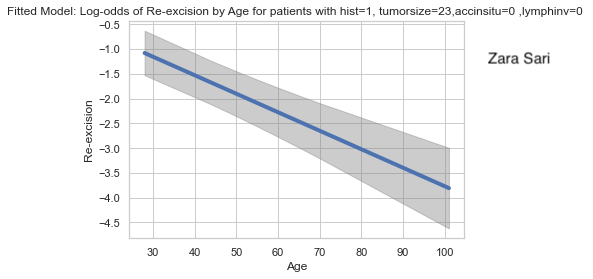 Fitted Model: Log-odds of Re-excision by Age for patients with hist=1, tumorsize=23,accinsitu=0 ,lymphinv=0
Zara Sari
−0.5
−1.0
−1.5
−2.0
−2.5
−3.0
−3.5
−4.0
−4.5
Re-excision
30 40 50 60 70 80 90 100
Age